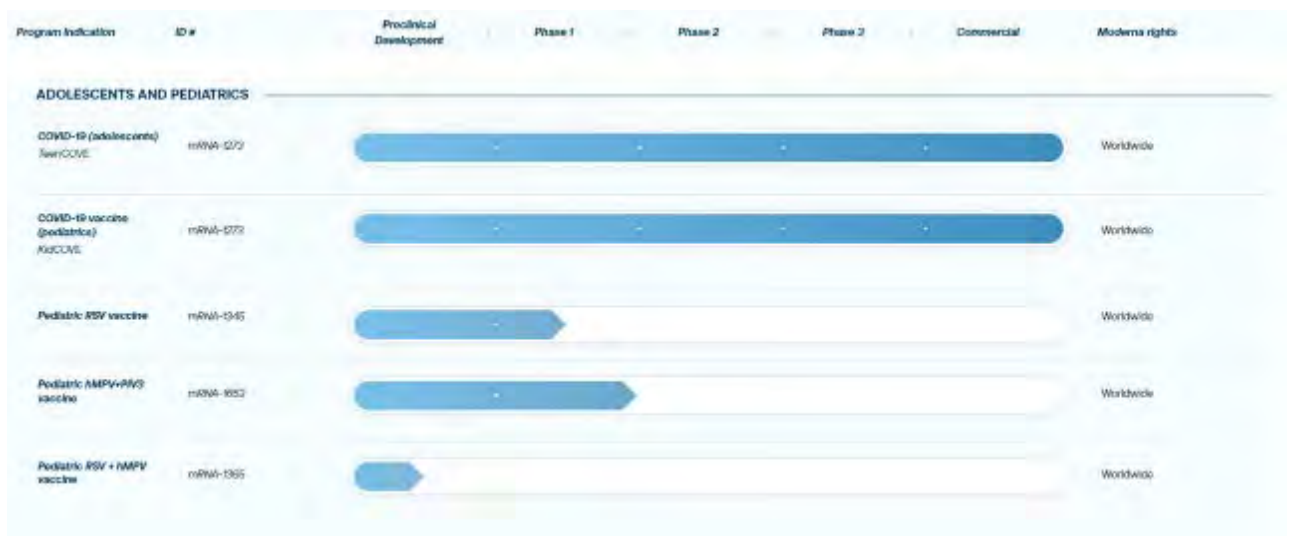 Program Indication ID # Preclinical Development Phase 1 Phase 2 Phase 3 Commercial Moderna rights
ADOLESCENTS AND PEDIATRICS
COVID-19 (adolescents)
TeenCOVE
mRNA-1273
Worldwide
COVID-19 vaccine
(pediatrics)
KidCOVE
mRNA-1273
Worldwide
Pediatric RSV vaccine
mRNA-1345
Worldwide
Pediatric hMPV+PIV3
vaccine
mRNA-1653
Worldwide
Pediatric RSV + hMPV
vaccine
mRNA-1365
Worldwide